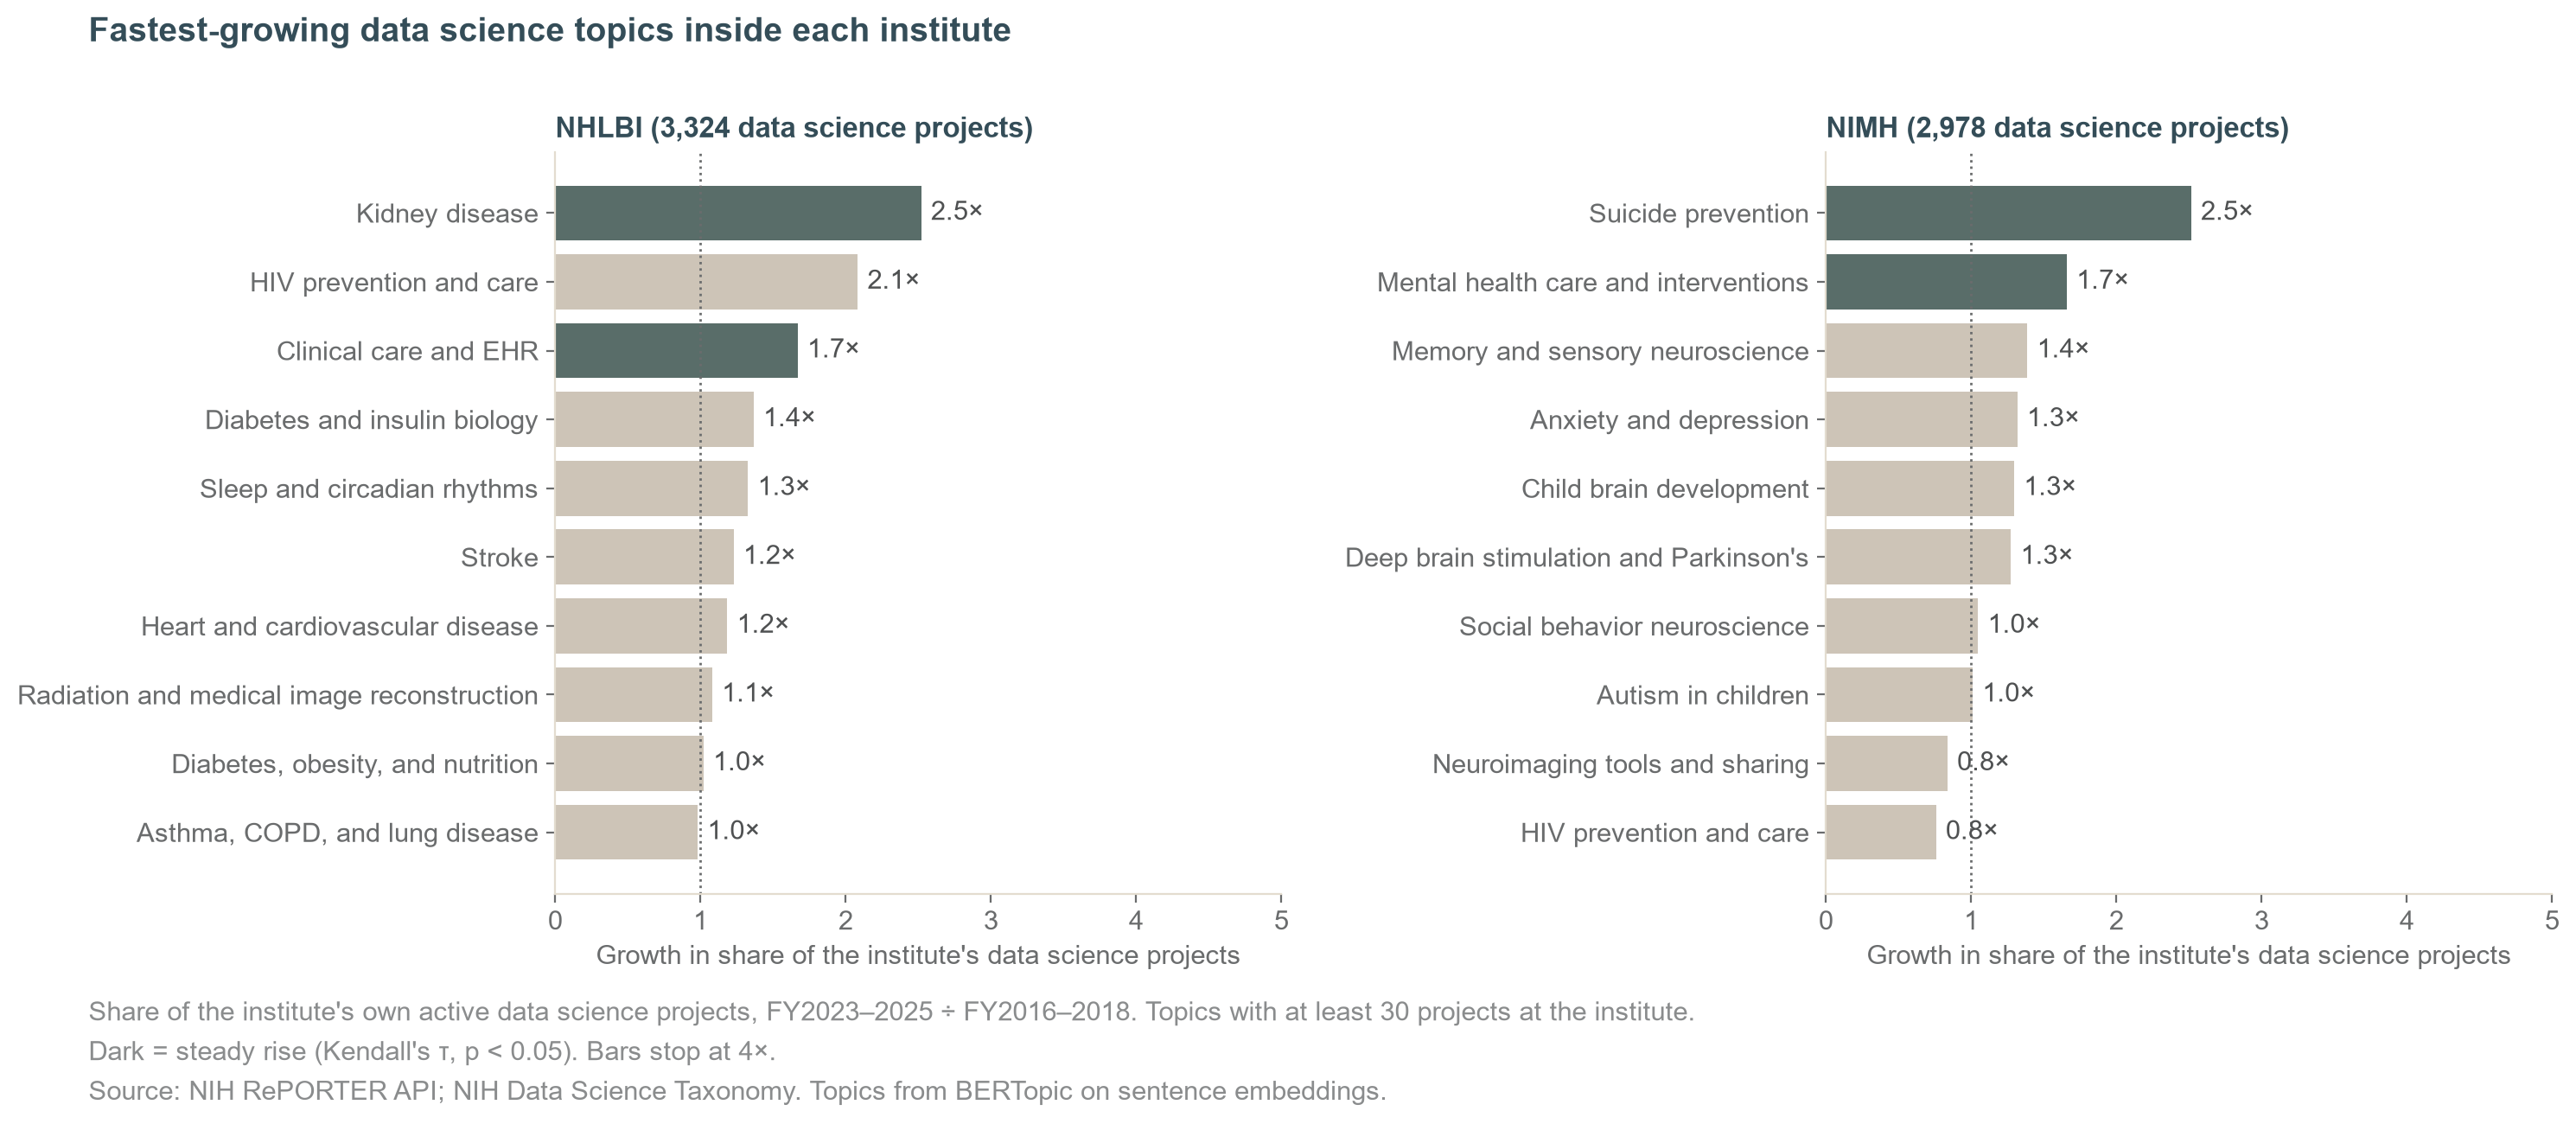 Fastest-growing data science topics inside each institute
NHLBI (3,324 data science projects)
Kidney disease 2.5×
HIV prevention and care 2.1×
Clinical care and EHR 1.7×
Diabetes and insulin biology 1.4×
Sleep and circadian rhythms 1.3×
Stroke 1.2×
Heart and cardiovascular disease 1.2×
Radiation and medical image reconstruction 1.1×
Diabetes, obesity, and nutrition 1.0×
Asthma, COPD, and lung disease 1.0×
0 1 2 3 4 5
Growth in share of the institute's data science projects
NIMH (2,978 data science projects)
Suicide prevention 2.5×
Mental health care and interventions 1.7×
Memory and sensory neuroscience 1.4×
Anxiety and depression 1.3×
Child brain development 1.3×
Deep brain stimulation and Parkinson's 1.3×
Social behavior neuroscience 1.0×
Autism in children 1.0×
Neuroimaging tools and sharing 0.8×
HIV prevention and care 0.8×
0 1 2 3 4 5
Growth in share of the institute's data science projects
Share of the institute's own active data science projects, FY2023–2025 ÷ FY2016–2018. Topics with at least 30 projects at the institute.
Dark = steady rise (Kendall's τ, p < 0.05). Bars stop at 4×.
Source: NIH RePORTER API; NIH Data Science Taxonomy. Topics from BERTopic on sentence embeddings.